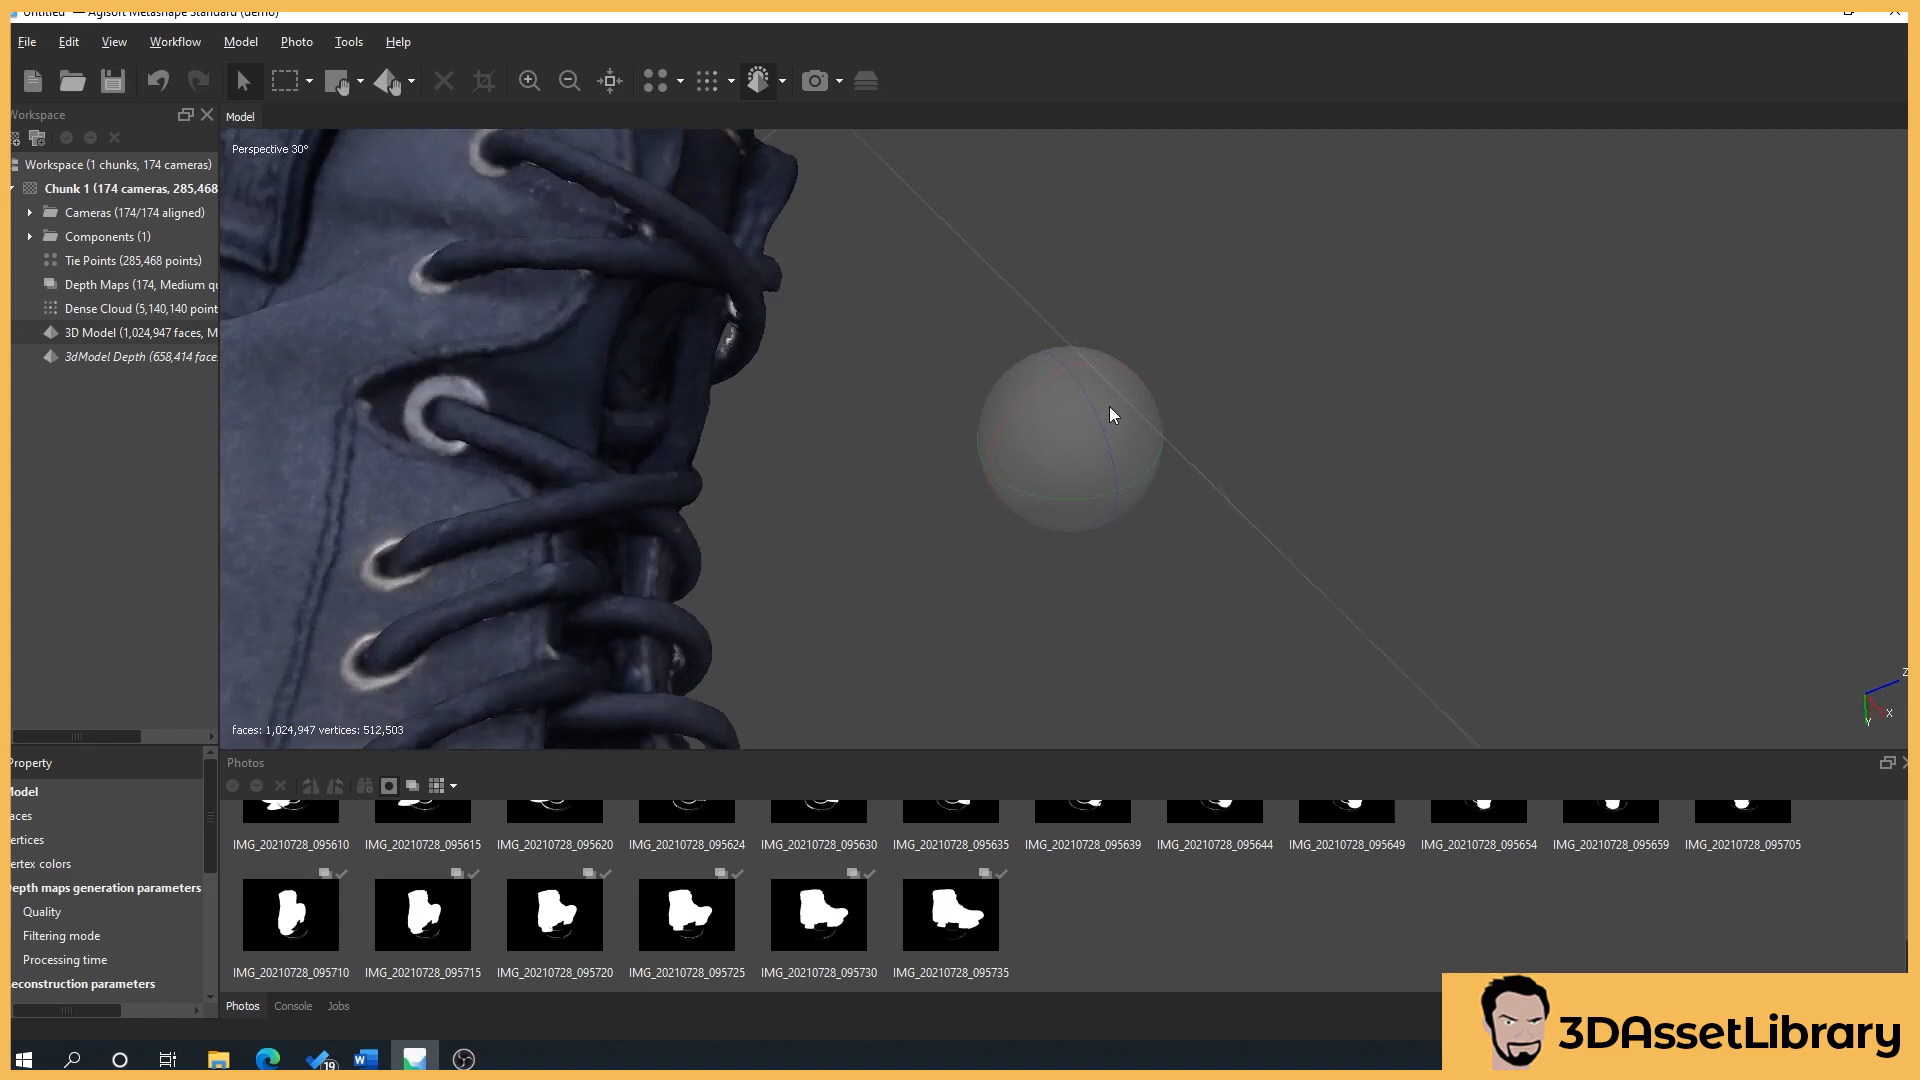 Untitled — Agisoft Metashape Standard (demo)
File Edit View Workflow Model Photo Tools Help
Workspace
Model
Workspace (1 chunks, 174 cameras)
Chunk 1 (174 cameras, 285,468
Cameras (174/174 aligned)
Components (1)
Tie Points (285,468 points)
Depth Maps (174, Medium qu
Dense Cloud (5,140,140 point
3D Model (1,024,947 faces, M
3dModel Depth (658,414 face
Perspective 30°
Z
X
Y
faces: 1,024,947 vertices: 512,503
Property
Model
aces
ertices
ertex colors
Depth maps generation parameters
Quality
Filtering mode
Processing time
econstruction parameters
Photos
IMG_20210728_095610 IMG_20210728_095615 IMG_20210728_095620 IMG_20210728_095624 IMG_20210728_095630 IMG_20210728_095635 IMG_20210728_095639 IMG_20210728_095644 IMG_20210728_095649 IMG_20210728_095654 IMG_20210728_095659 IMG_20210728_095705
IMG_20210728_095710 IMG_20210728_095715 IMG_20210728_095720 IMG_20210728_095725 IMG_20210728_095730 IMG_20210728_095735
Photos Console Jobs
19
W
3DAssetLibrary